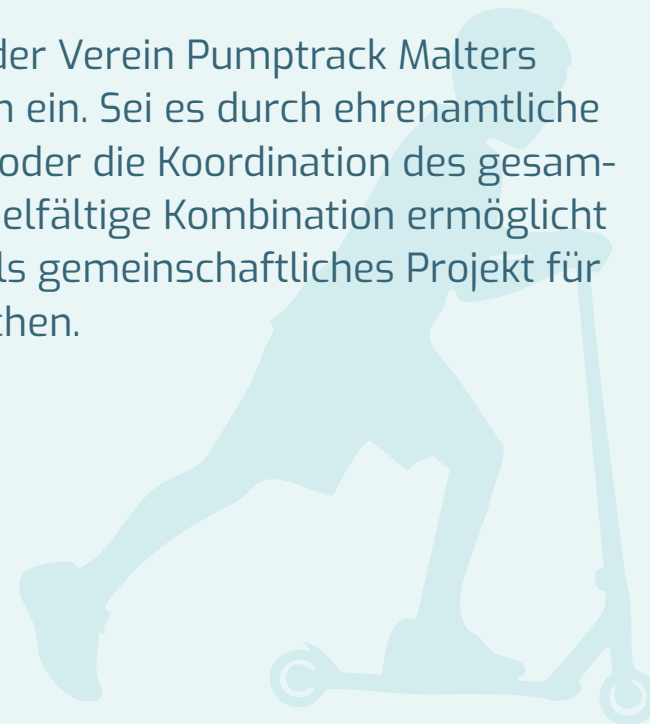 der Verein Pumptrack Malters
n ein. Sei es durch ehrenamtliche
oder die Koordination des gesam-
elfältige Kombination ermöglicht
ls gemeinschaftliches Projekt für
chen.